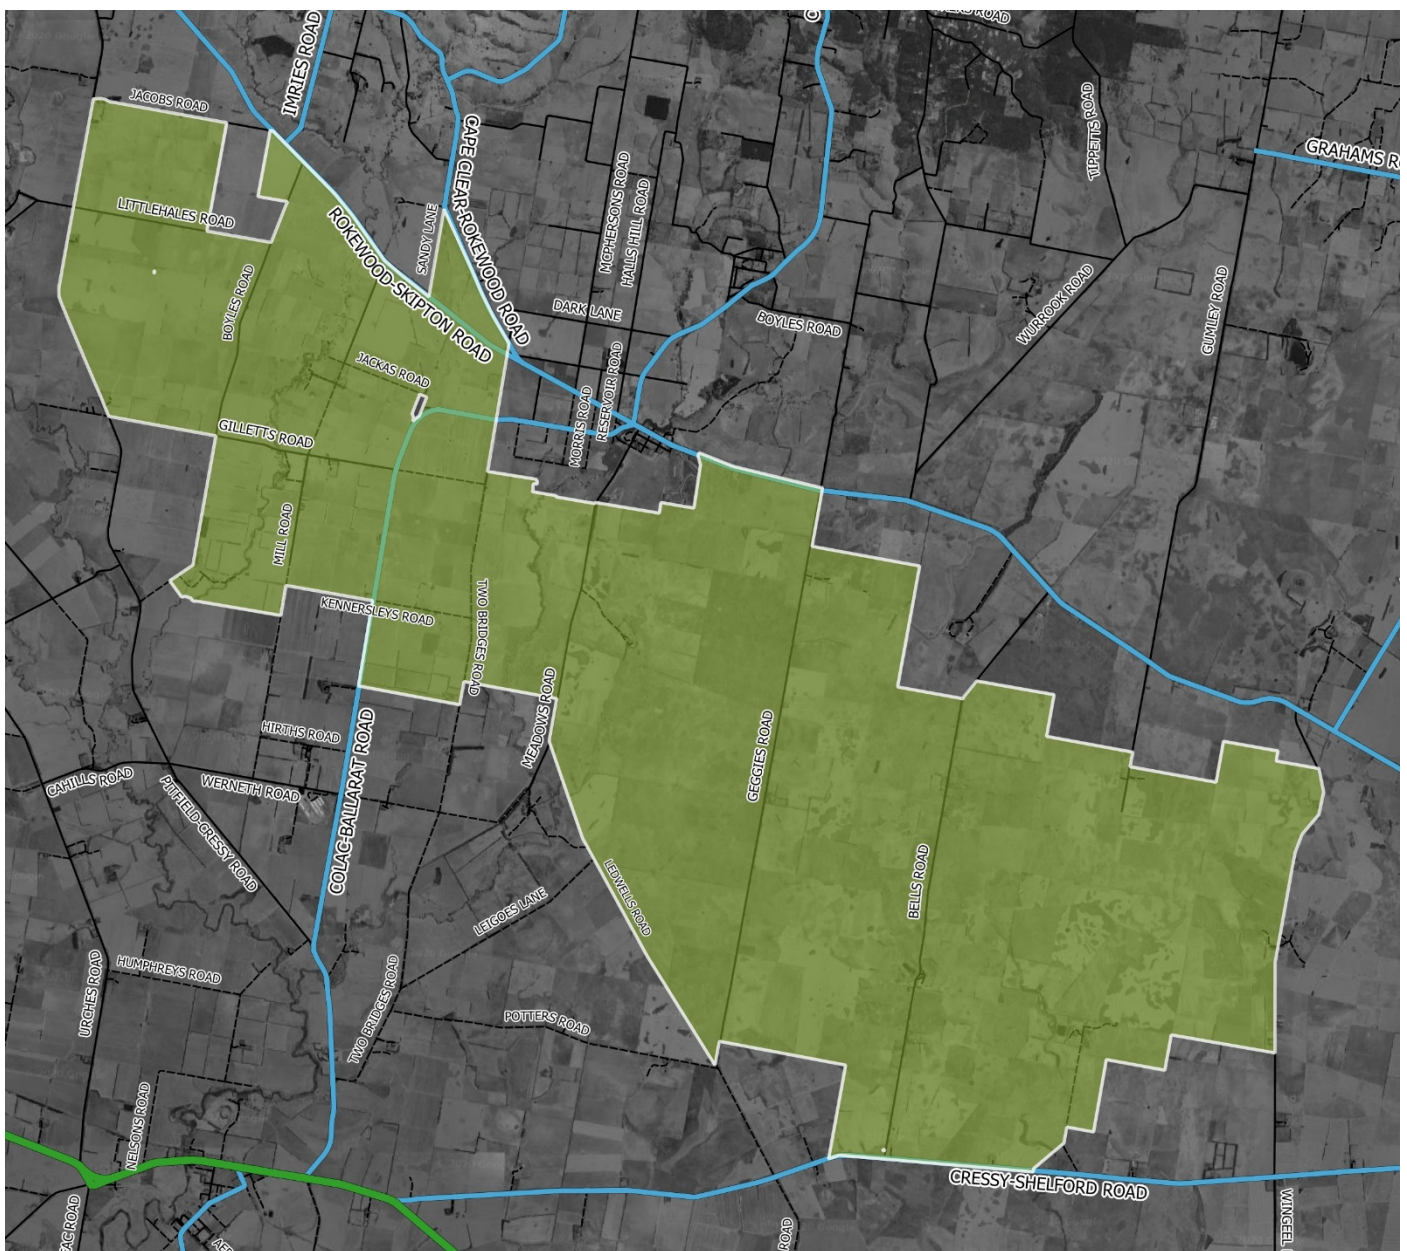 IMRIES ROAD
JACOBS ROAD
CAPE CLEAR-ROKEWOOD ROAD
TIPPETTS ROAD
GRAHAMS R
LITTLEHALES ROAD
ROKEWOOD-SKIPTON ROAD
SANDY LANE
MCPHERSONS ROAD
HALLS HILL ROAD
BOYLES ROAD
DARK LANE
BOYLES ROAD
WURROOK ROAD
GUMLEY ROAD
JACKAS ROAD
RESERVOIR ROAD
MORRIS ROAD
GILLETTS ROAD
MILL ROAD
KENNERSLEYS ROAD
TWO BRIDGES ROAD
MEADOWS ROAD
HIRTHS ROAD
COLAC-BALLARAT ROAD
GEGGIES ROAD
CAHILLS ROAD
WERNETH ROAD
PITFIELD-CRESSY ROAD
BELLS ROAD
LEDWELLS ROAD
LEIGOES LANE
URCHES ROAD
HUMPHREYS ROAD
TWO BRIDGES ROAD
POTTERS ROAD
NELSONS ROAD
CRESSY-SHELFORD ROAD
AC ROAD
ROAD
WINGEEL